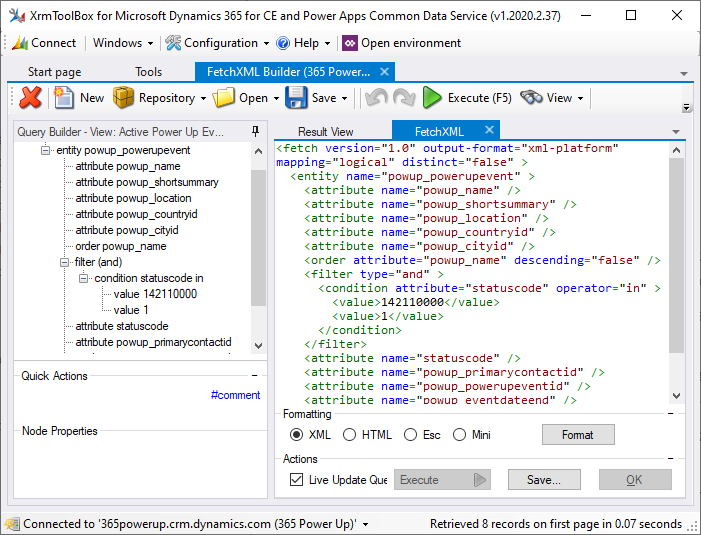 XrmToolBox for Microsoft Dynamics 365 for CE and Power Apps Common Data Service (v1.2020.2.37)
Connect Windows Configuration Help Open environment
Start page Tools FetchXML Builder (365 Power...
New Repository Open Save Execute (F5) View
Query Builder - View: Active Power Up Ev...
entity powup_powerupevent
attribute powup_name
attribute powup_shortsummary
attribute powup_location
attribute powup_countryid
attribute powup_cityid
order powup_name
filter (and)
condition statuscode in
value 142110000
value 1
attribute statuscode
attribute powup_primarycontactid
Quick Actions
#comment
Node Properties
Result View FetchXML
<fetch version="1.0" output-format="xml-platform"
mapping="logical" distinct="false" >
<entity name="powup_powerupevent" >
<attribute name="powup_name" />
<attribute name="powup_shortsummary" />
<attribute name="powup_location" />
<attribute name="powup_countryid" />
<attribute name="powup_cityid" />
<order attribute="powup_name" descending="false" />
<filter type="and" >
<condition attribute="statuscode" operator="in" >
<value>142110000</value>
<value>1</value>
</condition>
</filter>
<attribute name="statuscode" />
<attribute name="powup_primarycontactid" />
<attribute name="powup_powerupeventid" />
<attribute name="powup_eventdateend" />
Formatting
XML HTML Esc Mini Format
Actions
Live Update Que Execute Save... OK
Connected to '365powerup.crm.dynamics.com (365 Power Up)' Retrieved 8 records on first page in 0.07 seconds